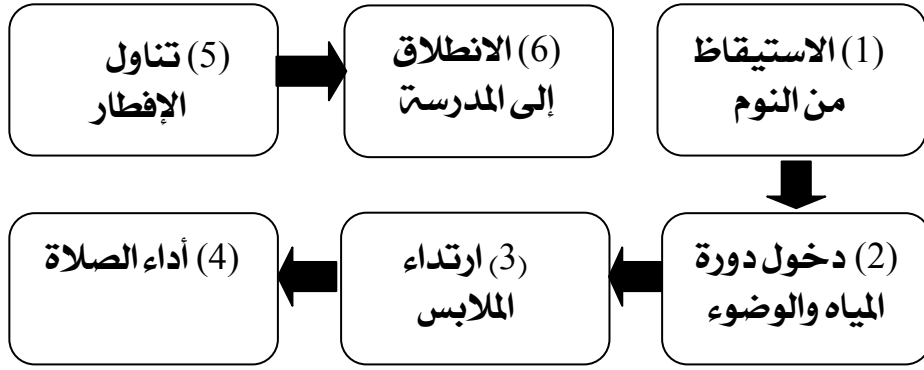 (1) الاستيقاظ
من النوم
(2) دخول دورة
المياه والوضوء
(3) ارتداء
الملابس
(4) أداء الصلاة
(5) تناول
الإفطار
(6) الانطلاق
إلى المدرسة